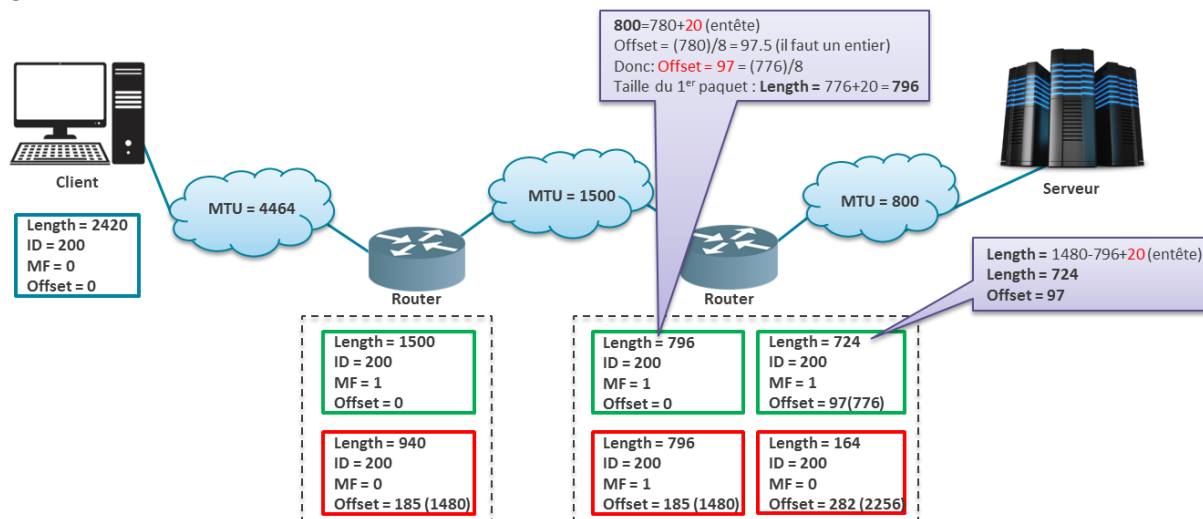 800=780+20 (entête)
Offset = (780)/8 = 97.5 (il faut un entier)
Donc: Offset = 97 = (776)/8
Taille du 1er paquet : Length = 776+20 = 796
Client
MTU = 4464
MTU = 1500
MTU = 800
Serveur
Length = 2420
ID = 200
MF = 0
Offset = 0
Router
Router
Length = 1480-796+20 (entête)
Length = 724
Offset = 97
Length = 1500
ID = 200
MF = 1
Offset = 0
Length = 940
ID = 200
MF = 0
Offset = 185 (1480)
Length = 796
ID = 200
MF = 1
Offset = 0
Length = 724
ID = 200
MF = 1
Offset = 97(776)
Length = 796
ID = 200
MF = 1
Offset = 185 (1480)
Length = 164
ID = 200
MF = 0
Offset = 282 (2256)